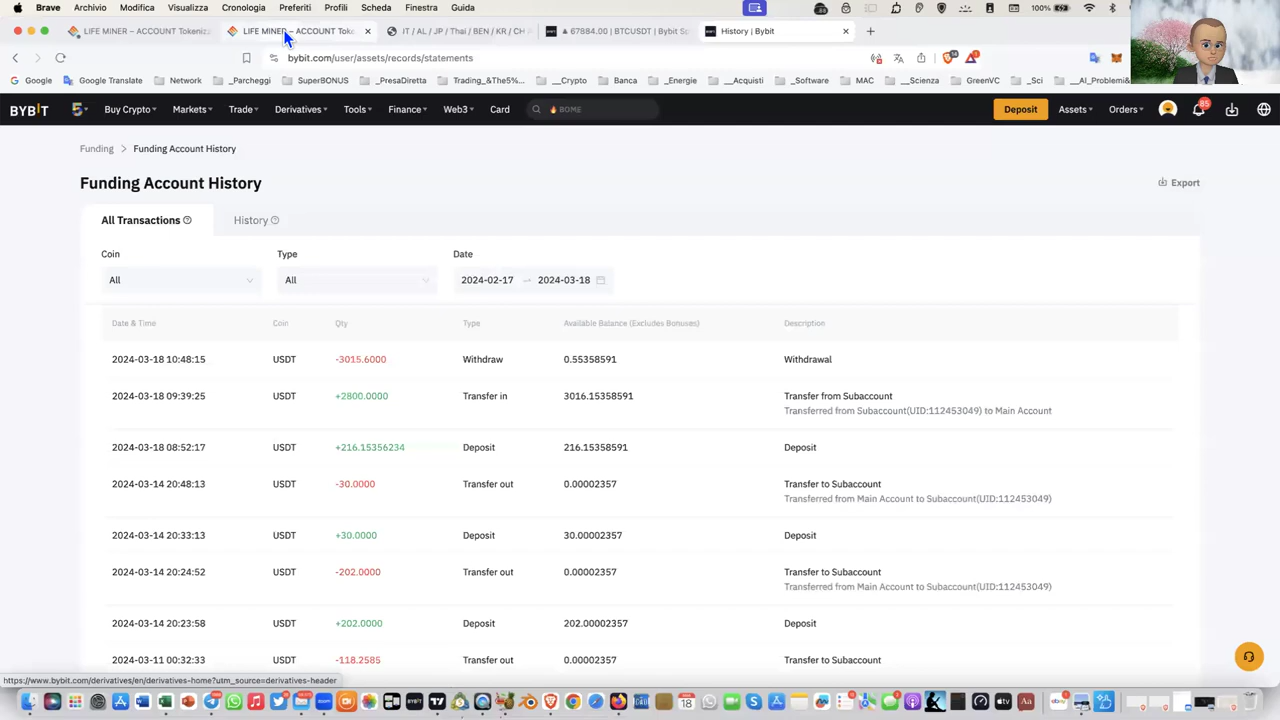 Brave Archivio Modifica Visualizza Cronologia Preferiti Profili Scheda Finestra Guida 100%
LIFE MINER – ACCOUNT Tokeniza LIFE MINER – ACCOUNT Toke IT / AL / JP / Thai / BEN / KR / CH 67884.00 | BTCUSDT | Bybit Sp History | Bybit
bybit.com/user/assets/records/statements
Google Google Translate Network _Parcheggi SuperBONUS _PresaDiretta Trading_&The5%... __Crypto Banca _Energie __Acquisti _Software MAC __Scienza GreenVC _Sci
BYBIT Buy Crypto Markets Trade Derivatives Tools Finance Web3 Card BOME Deposit Assets Orders 85
Funding > Funding Account History
Funding Account History
Export
All Transactions History
Coin Type Date
All All 2024-02-17 → 2024-03-18
Date & Time Coin Qty Type Available Balance (Excludes Bonuses) Description
2024-03-18 10:48:15 USDT -3015.6000 Withdraw 0.55358591 Withdrawal
2024-03-18 09:39:25 USDT +2800.0000 Transfer in 3016.15358591 Transfer from Subaccount
Transferred from Subaccount(UID:112453049) to Main Account
2024-03-18 08:52:17 USDT +216.15356234 Deposit 216.15358591 Deposit
2024-03-14 20:48:13 USDT -30.0000 Transfer out 0.00002357 Transfer to Subaccount
Transferred from Main Account to Subaccount(UID:112453049)
2024-03-14 20:33:13 USDT +30.0000 Deposit 30.00002357 Deposit
2024-03-14 20:24:52 USDT -202.0000 Transfer out 0.00002357 Transfer to Subaccount
Transferred from Main Account to Subaccount(UID:112453049)
2024-03-14 20:23:58 USDT +202.0000 Deposit 202.00002357 Deposit
2024-03-11 00:32:33 USDT -118.2585 Transfer out 0.00002357 Transfer to Subaccount
https://www.bybit.com/derivatives/en/derivatives-home?utm_source=derivatives-header